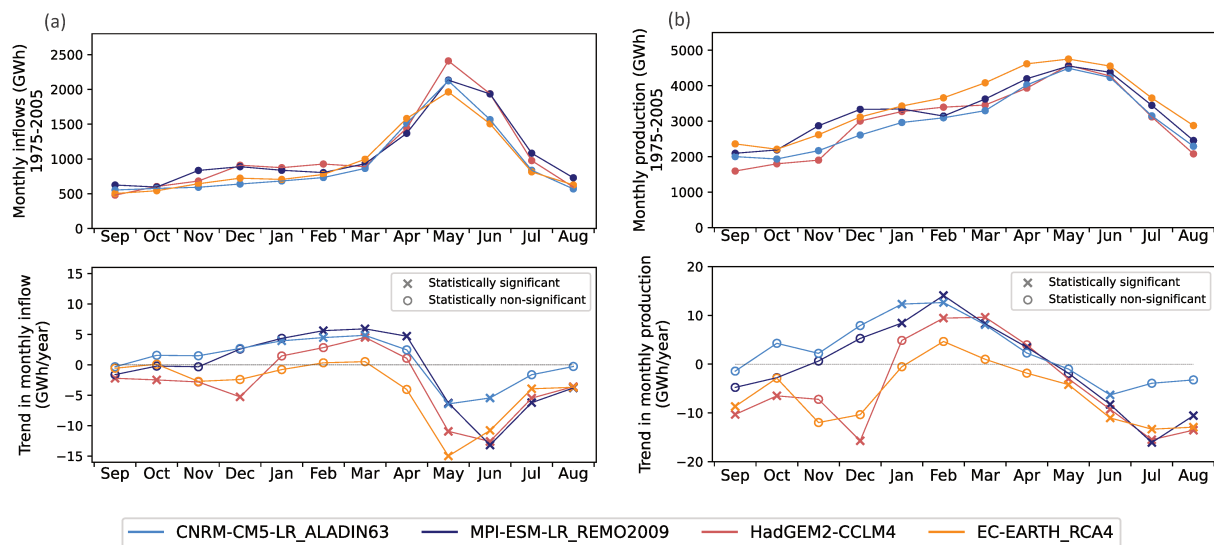 (a)
Monthly inflows (GWh)
1975-2005
2500
2000
1500
1000
500
0
Sep Oct Nov Dec Jan Feb Mar Apr May Jun Jul Aug
Trend in monthly inflow
(GWh/year)
15
10
5
0
−5
−10
−15
Statistically significant
Statistically non-significant
Sep Oct Nov Dec Jan Feb Mar Apr May Jun Jul Aug
(b)
Monthly production (GWh)
1975-2005
5000
4000
3000
2000
1000
0
Sep Oct Nov Dec Jan Feb Mar Apr May Jun Jul Aug
Trend in monthly production
(GWh/year)
20
10
0
−10
−20
Statistically significant
Statistically non-significant
Sep Oct Nov Dec Jan Feb Mar Apr May Jun Jul Aug
CNRM-CM5-LR_ALADIN63 MPI-ESM-LR_REMO2009 HadGEM2-CCLM4 EC-EARTH_RCA4